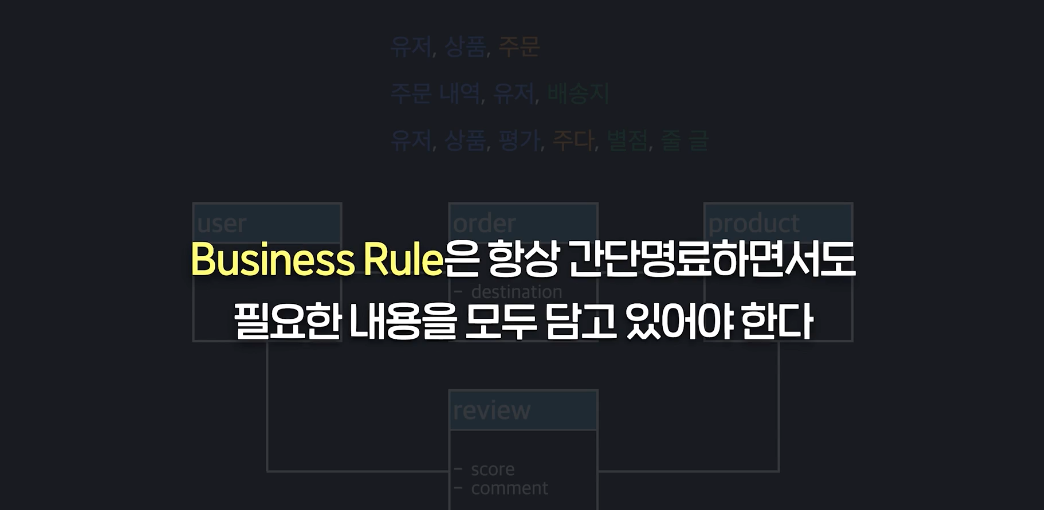 유저, 상품, 주문
주문 내역, 유저, 배송지
유저, 상품, 평가, 주다, 별점, 줄 글
user
order
product
Business Rule은 항상 간단명료하면서도
- destination
필요한 내용을 모두 담고 있어야 한다
review
- score
- comment